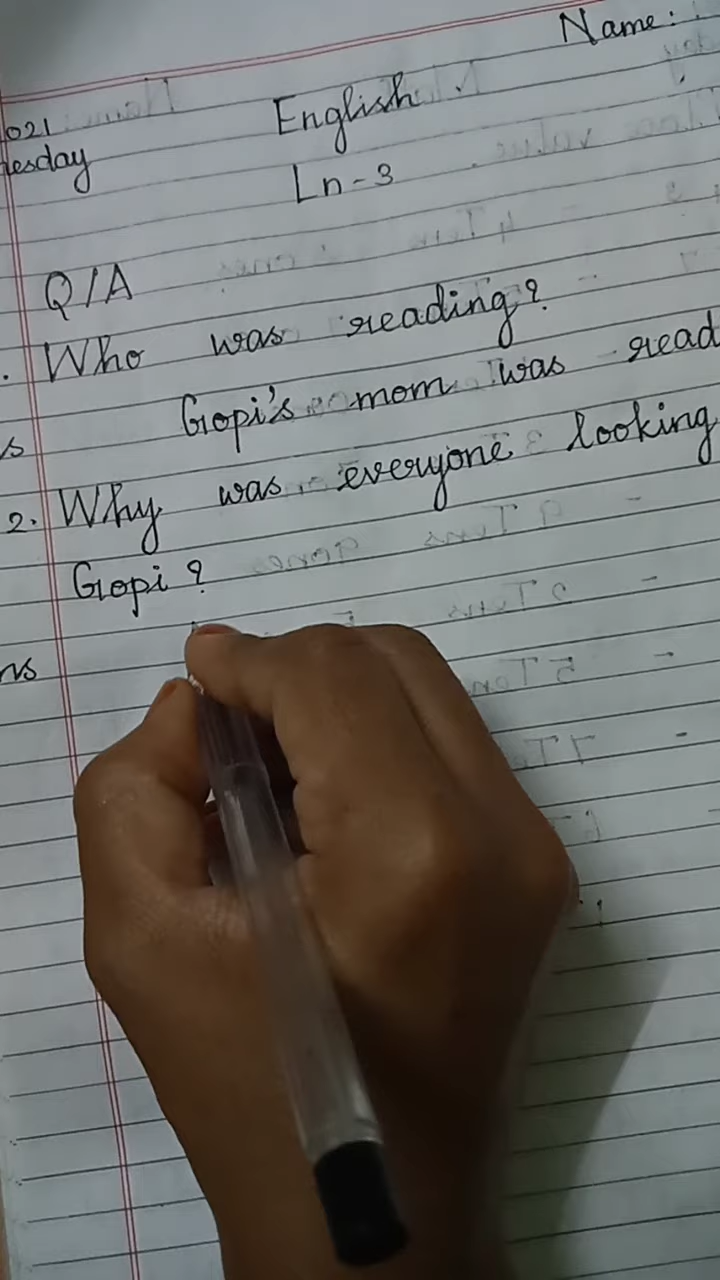 Name:
021 English
esday
Ln-3
Q/A
. Who was reading?
s Gopi's mom was read
2. Why was everyone looking
Gopi?
ns